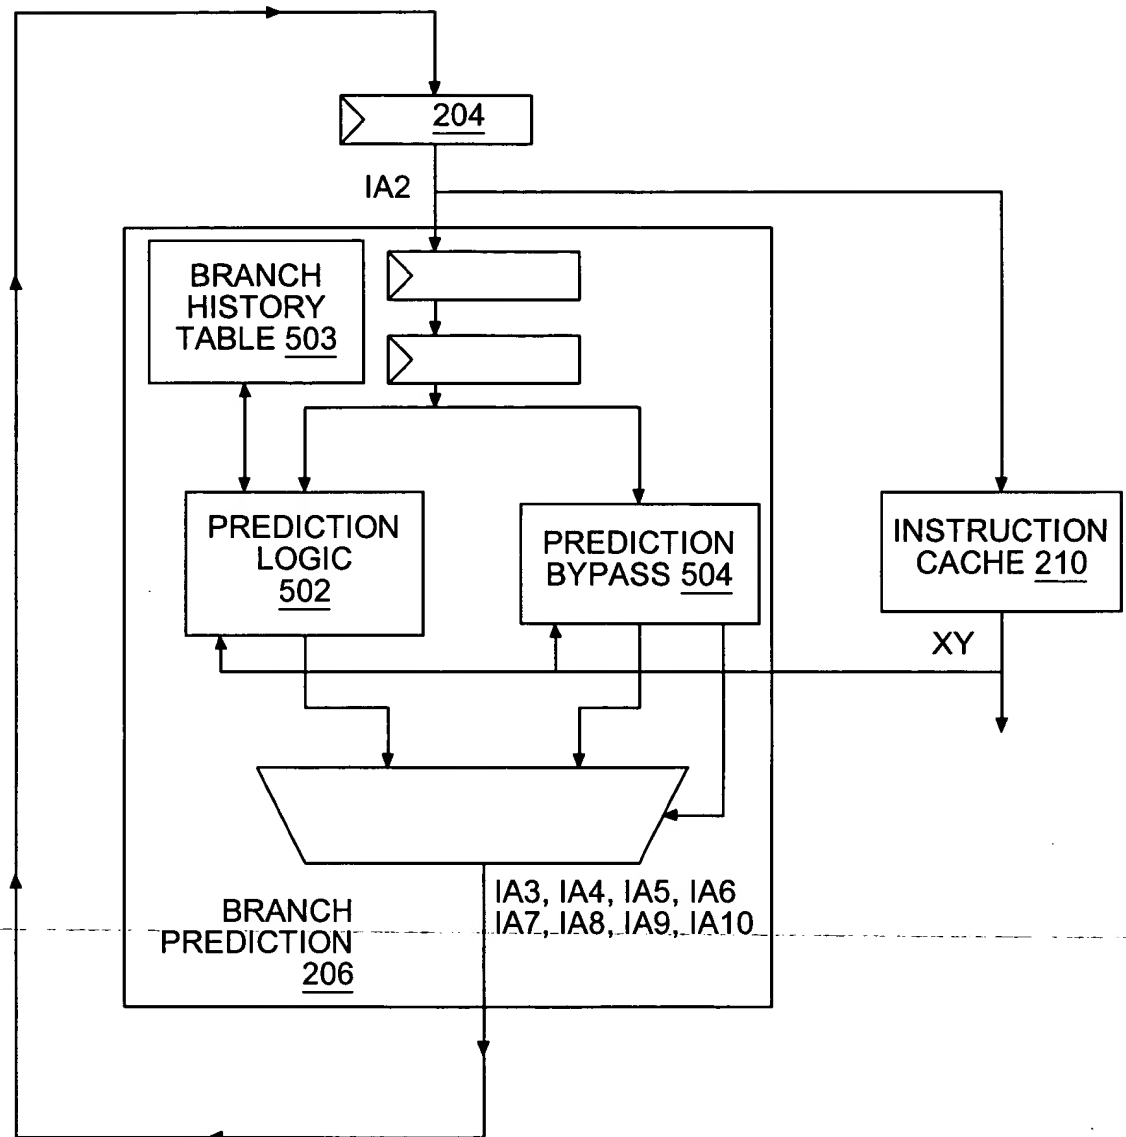 204
IA2
BRANCH
HISTORY
TABLE 503
PREDICTION
LOGIC
502
PREDICTION
BYPASS 504
INSTRUCTION
CACHE 210
XY
IA3, IA4, IA5, IA6
IA7, IA8, IA9, IA10
BRANCH
PREDICTION
206